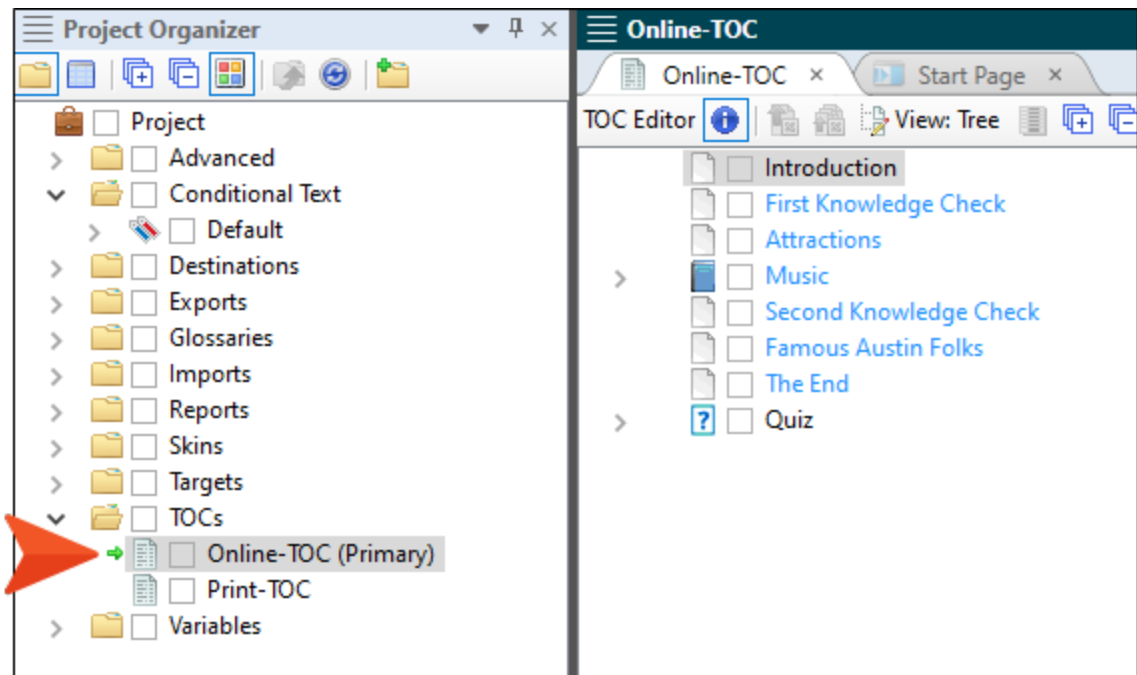 Project Organizer
Project
Advanced
Conditional Text
Default
Destinations
Exports
Glossaries
Imports
Reports
Skins
Targets
TOCs
Online-TOC (Primary)
Print-TOC
Variables
Online-TOC
Online-TOC Start Page
TOC Editor View: Tree
Introduction
First Knowledge Check
Attractions
Music
Second Knowledge Check
Famous Austin Folks
The End
Quiz